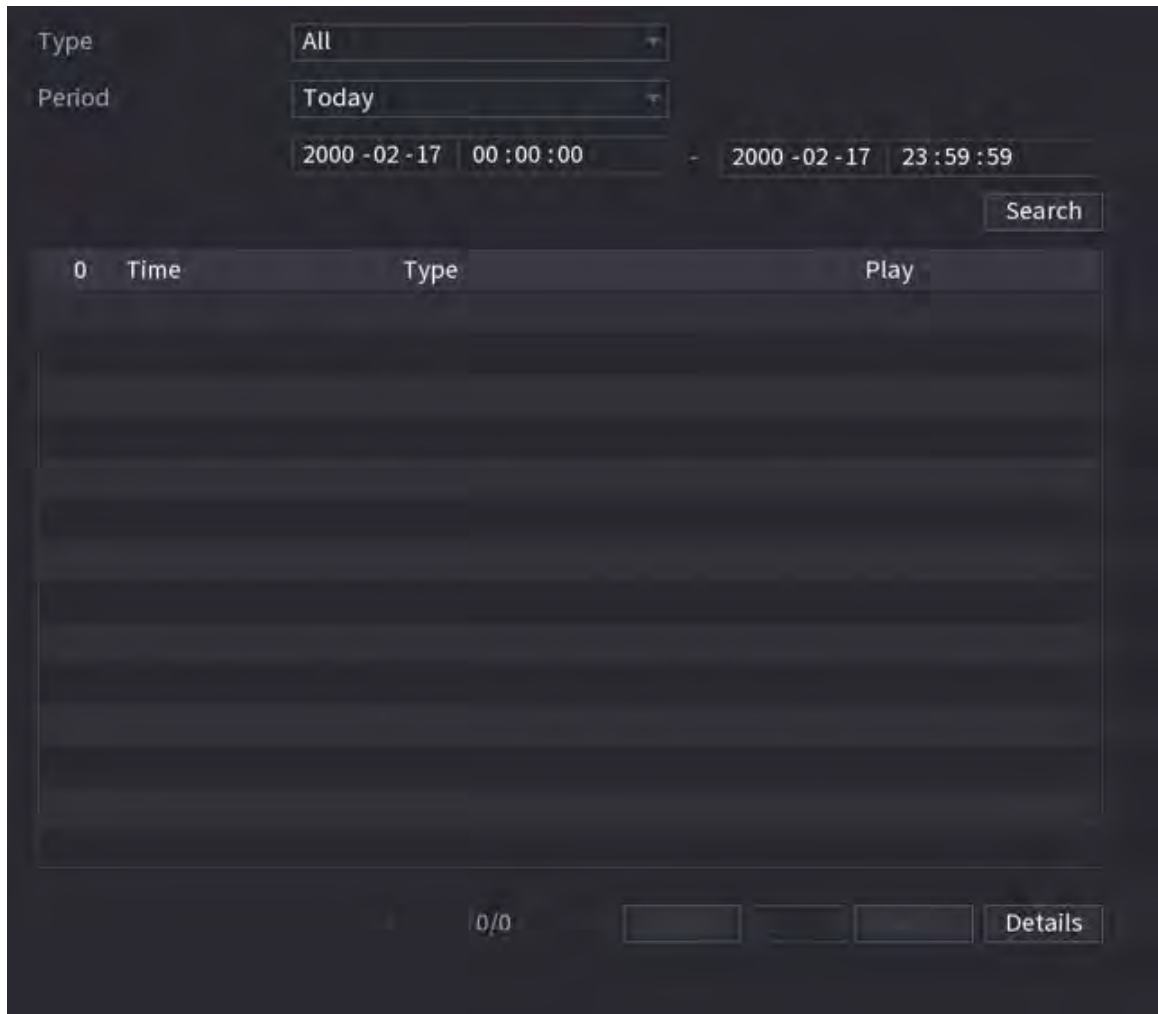 Type All
Period Today
2000 -02 -17 00 :00 :00 - 2000 -02 -17 23 :59 :59
Search
0 Time Type Play
0/0 Details